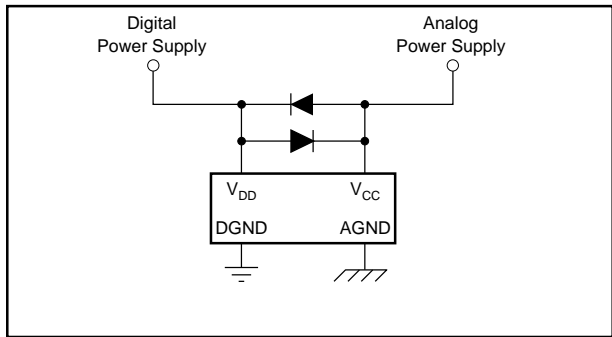 Digital
Power Supply
Analog
Power Supply
VDD
VCC
DGND
AGND